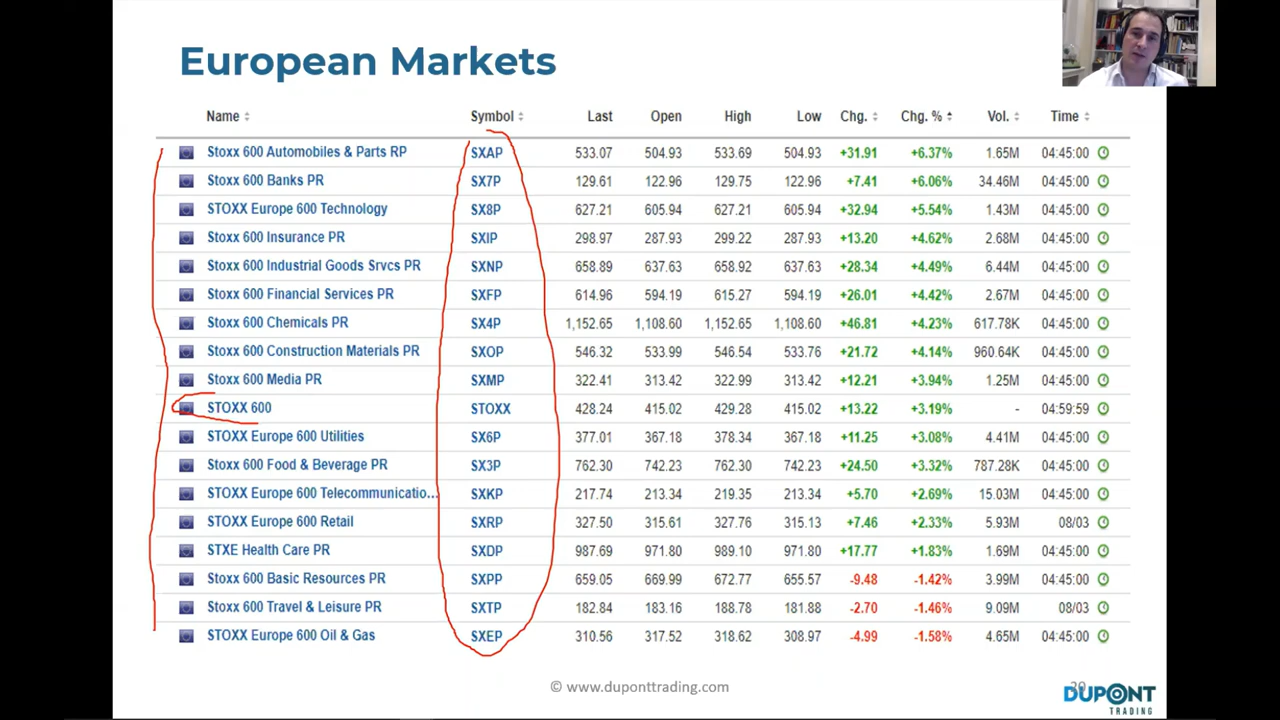 European Markets
Name Symbol Last Open High Low Chg. Chg. % Vol. Time
Stoxx 600 Automobiles & Parts RP SXAP 533.07 504.93 533.69 504.93 +31.91 +6.37% 1.65M 04:45:00
Stoxx 600 Banks PR SX7P 129.61 122.96 129.75 122.96 +7.41 +6.06% 34.46M 04:45:00
STOXX Europe 600 Technology SX8P 627.21 605.94 627.21 605.94 +32.94 +5.54% 1.43M 04:45:00
Stoxx 600 Insurance PR SXIP 298.97 287.93 299.22 287.93 +13.20 +4.62% 2.68M 04:45:00
Stoxx 600 Industrial Goods Srvcs PR SXNP 658.89 637.63 658.92 637.63 +28.34 +4.49% 6.44M 04:45:00
Stoxx 600 Financial Services PR SXFP 614.96 594.19 615.27 594.19 +26.01 +4.42% 2.67M 04:45:00
Stoxx 600 Chemicals PR SX4P 1,152.65 1,108.60 1,152.65 1,108.60 +46.81 +4.23% 617.78K 04:45:00
Stoxx 600 Construction Materials PR SXOP 546.32 533.99 546.54 533.76 +21.72 +4.14% 960.64K 04:45:00
Stoxx 600 Media PR SXMP 322.41 313.42 322.99 313.42 +12.21 +3.94% 1.25M 04:45:00
STOXX 600 STOXX 428.24 415.02 429.28 415.02 +13.22 +3.19% - 04:59:59
STOXX Europe 600 Utilities SX6P 377.01 367.18 378.34 367.18 +11.25 +3.08% 4.41M 04:45:00
Stoxx 600 Food & Beverage PR SX3P 762.30 742.23 762.30 742.23 +24.50 +3.32% 787.28K 04:45:00
STOXX Europe 600 Telecommunicatio... SXKP 217.74 213.34 219.35 213.34 +5.70 +2.69% 15.03M 04:45:00
STOXX Europe 600 Retail SXRP 327.50 315.61 327.76 315.13 +7.46 +2.33% 5.93M 08/03
STXE Health Care PR SXDP 987.69 971.80 989.10 971.80 +17.77 +1.83% 1.69M 04:45:00
Stoxx 600 Basic Resources PR SXPP 659.05 669.99 672.77 655.57 -9.48 -1.42% 3.99M 04:45:00
Stoxx 600 Travel & Leisure PR SXTP 182.84 183.16 188.78 181.88 -2.70 -1.46% 9.09M 08/03
STOXX Europe 600 Oil & Gas SXEP 310.56 317.52 318.62 308.97 -4.99 -1.58% 4.65M 04:45:00
© www.duponttrading.com
DUPONT
TRADING